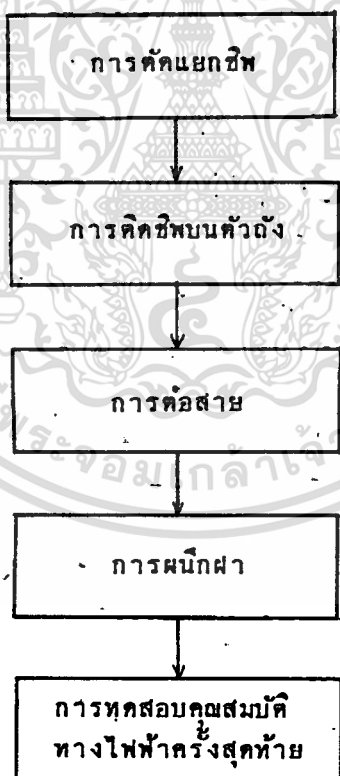 การตัดแยกชิพ
การติดชิพบนตัวถัง
การต่อสาย
การผนึกฝา
การทดสอบคุณสมบัติ
ทางไฟฟ้าครั้งสุดท้าย